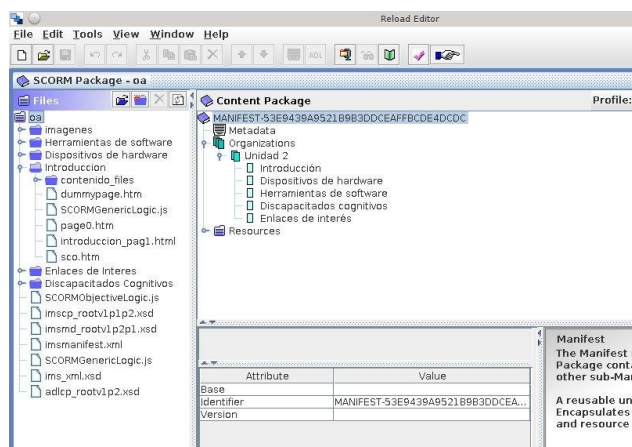 Reload Editor
File Edit Tools View Window Help
ADL
SCORM Package - oa
Files
oa
imagenes
Herramientas de software
Dispositivos de hardware
Introduccion
contenido_files
dummypage.htm
SCORMGenericLogic.js
page0.htm
introduccion_pag1.html
sco.htm
Enlaces de Interes
Discapacitados Cognitivos
SCORMObjectiveLogic.js
imscp_rootv1p1p2.xsd
imsmd_rootv1p2p1.xsd
imsmanifest.xml
SCORMGenericLogic.js
ims_xml.xsd
adlcp_rootv1p2.xsd
Content Package
Profile:
MANIFEST-53E9439A9521B9B3DDCEAFFBCDE4DCDC
Metadata
Organizations
Unidad 2
Introducción
Dispositivos de hardware
Herramientas de software
Discapacitados cognitivos
Enlaces de interés
Resources
Attribute Value
Base
Identifier MANIFEST-53E9439A9521B9B3DDCEA...
Version
Manifest
The Manifest
Package conta
other sub-Ma
A reusable un
Encapsulates
and resource